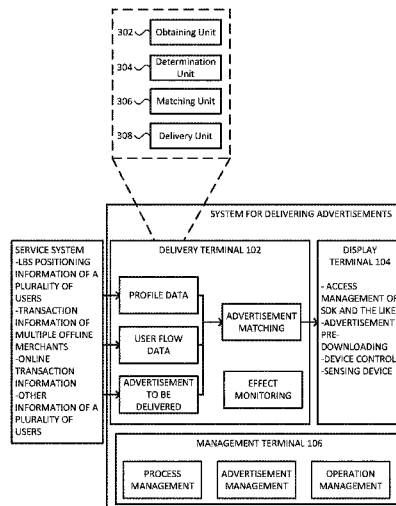 302 Obtaining Unit
304 Determination
Unit
306 Matching Unit
308 Delivery Unit
SYSTEM FOR DELIVERING ADVERTISEMENTS
SERVICE SYSTEM
-LBS POSITIONING
INFORMATION OF A
PLURALITY OF
USERS
-TRANSACTION
INFORMATION OF
MULTIPLE OFFLINE
MERCHANTS
-ONLINE
TRANSACTION
INFORMATION
-OTHER
INFORMATION OF A
PLURALITY OF
USERS
DELIVERY TERMINAL 102
PROFILE DATA
USER FLOW
DATA
ADVERTISEMENT
TO BE
DELIVERED
ADVERTISEMENT
MATCHING
EFFECT
MONITORING
DISPLAY
TERMINAL 104
- ACCESS
MANAGEMENT OF
SDK AND THE LIKE
-ADVERTISEMENT
PRE-
DOWNLOADING
-DEVICE CONTROL
-SENSING DEVICE
MANAGEMENT TERMINAL 106
PROCESS
MANAGEMENT
ADVERTISEMENT
MANAGEMENT
OPERATION
MANAGEMENT